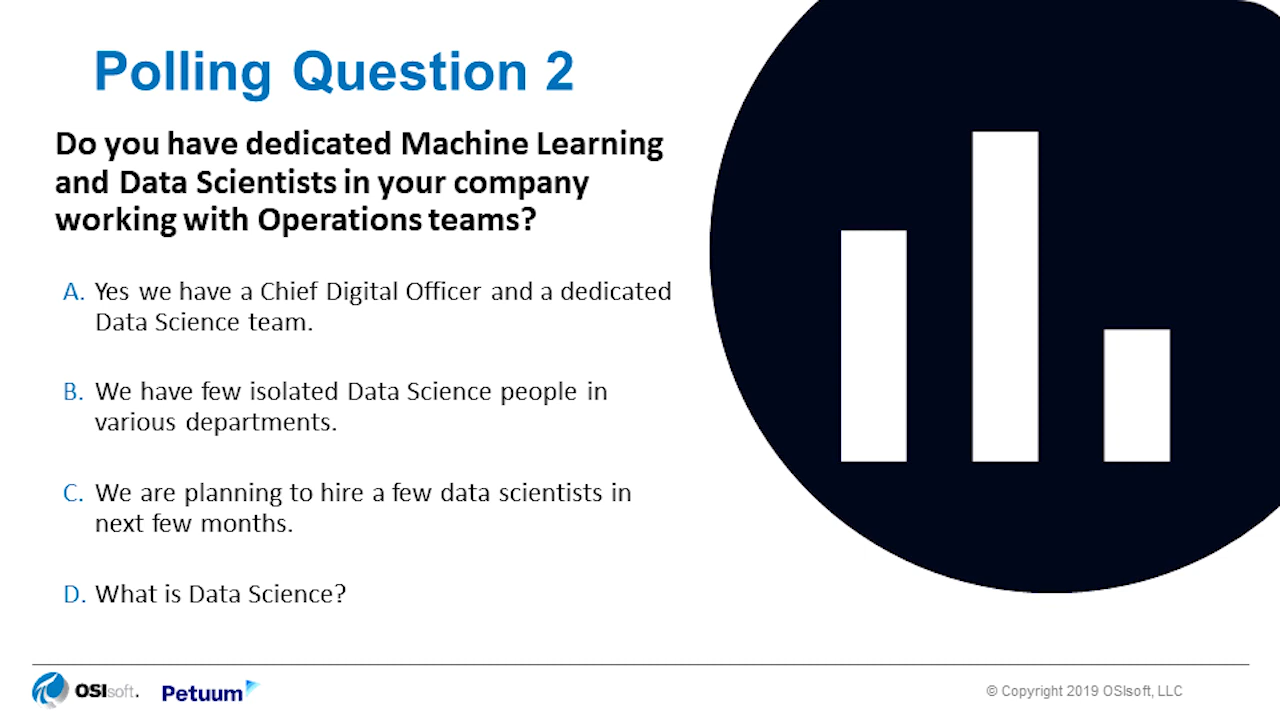 Polling Question 2
Do you have dedicated Machine Learning
and Data Scientists in your company
working with Operations teams?
A. Yes we have a Chief Digital Officer and a dedicated
Data Science team.
B. We have few isolated Data Science people in
various departments.
C. We are planning to hire a few data scientists in
next few months.
D. What is Data Science?
OSIsoft. Petuum © Copyright 2019 OSIsoft, LLC